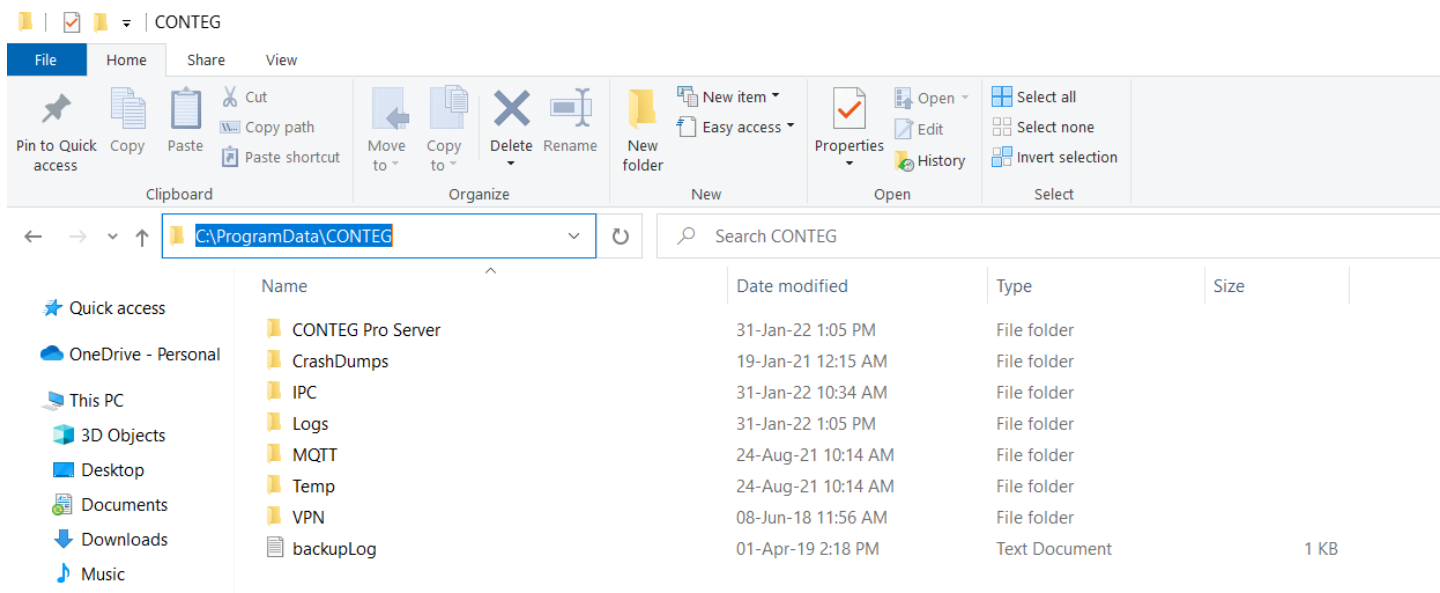 CONTEG
File Home Share View
Pin to Quick access Copy Paste Cut Copy path Paste shortcut
Clipboard
Move to Copy to Delete Rename
Organize
New folder New item Easy access
New
Properties Open Edit History
Open
Select all Select none Invert selection
Select
C:\ProgramData\CONTEG Search CONTEG
Name Date modified Type Size
Quick access
OneDrive - Personal
This PC
3D Objects
Desktop
Documents
Downloads
Music
CONTEG Pro Server 31-Jan-22 1:05 PM File folder
CrashDumps 19-Jan-21 12:15 AM File folder
IPC 31-Jan-22 10:34 AM File folder
Logs 31-Jan-22 1:05 PM File folder
MQTT 24-Aug-21 10:14 AM File folder
Temp 24-Aug-21 10:14 AM File folder
VPN 08-Jun-18 11:56 AM File folder
backupLog 01-Apr-19 2:18 PM Text Document 1 KB